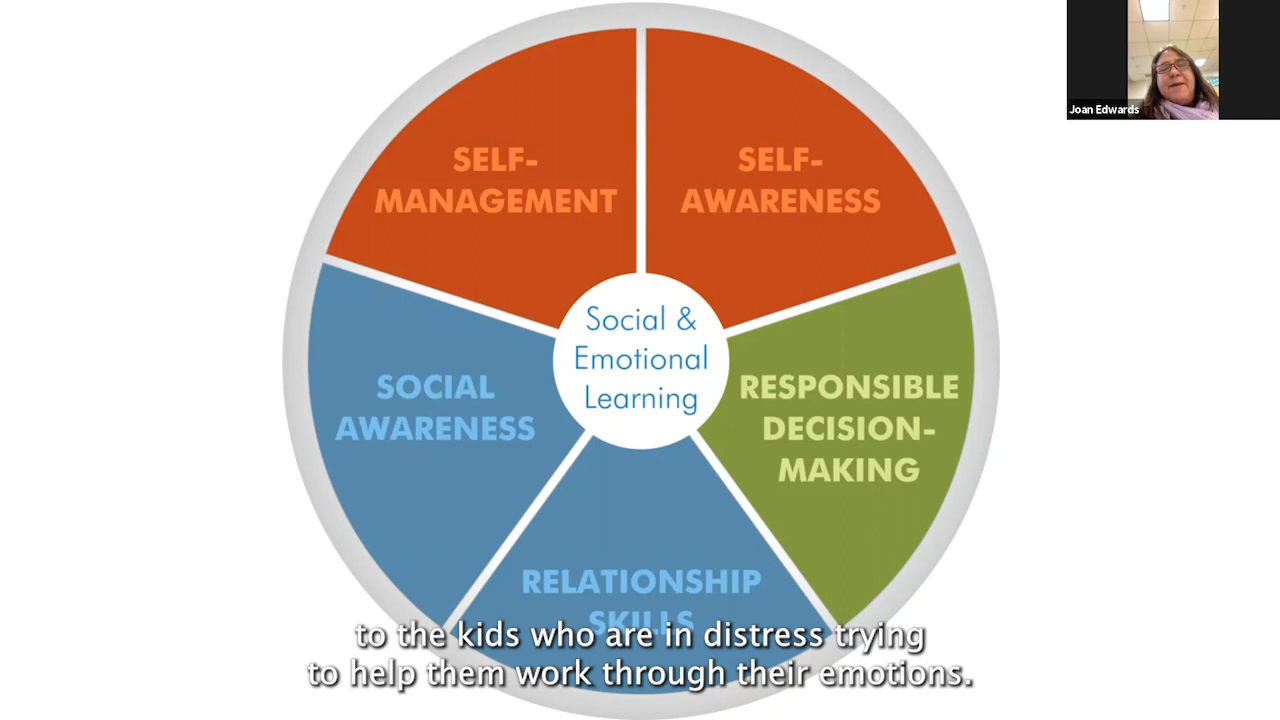 Joan Edwards
SELF-
MANAGEMENT
SELF-
AWARENESS
Social &
Emotional
Learning
SOCIAL
AWARENESS
RESPONSIBLE
DECISION-
MAKING
RELATIONSHIP
SKILLS
to the kids who are in distress trying
to help them work through their emotions.